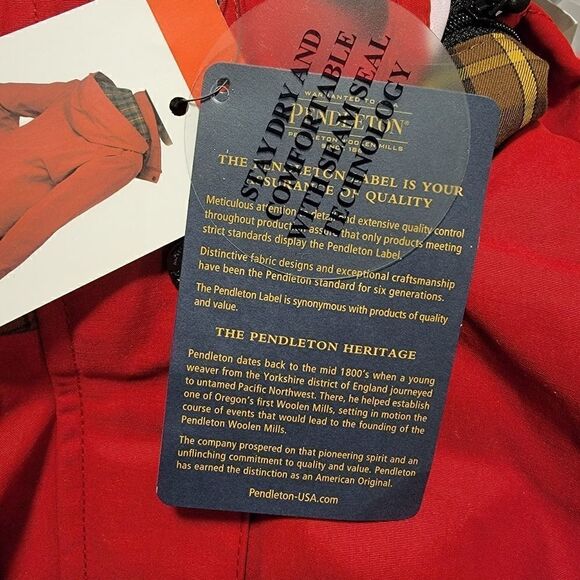 STAY DRY AND
COMFORTABLE
WITH SEAM SEAL
TECHNOLOGY
WARRANTED TO
PENDLETON®
PENDLETON WOOLEN MILLS
SINCE
THE PENDLETON LABEL IS YOUR
ASSURANCE OF QUALITY
Meticulous attention to detail and extensive quality control
throughout production assure that only products meeting
strict standards display the Pendleton Label.
Distinctive fabric designs and exceptional craftsmanship
have been the Pendleton standard for six generations.
The Pendleton Label is synonymous with products of quality
and value.
THE PENDLETON HERITAGE
Pendleton dates back to the mid 1800's when a young
weaver from the Yorkshire district of England journeyed
to untamed Pacific Northwest. There, he helped establish
one of Oregon's first Woolen Mills, setting in motion the
course of events that would lead to the founding of the
Pendleton Woolen Mills.
The company prospered on that pioneering spirit and an
unflinching commitment to quality and value. Pendleton
has earned the distinction as an American Original.
Pendleton-USA.com